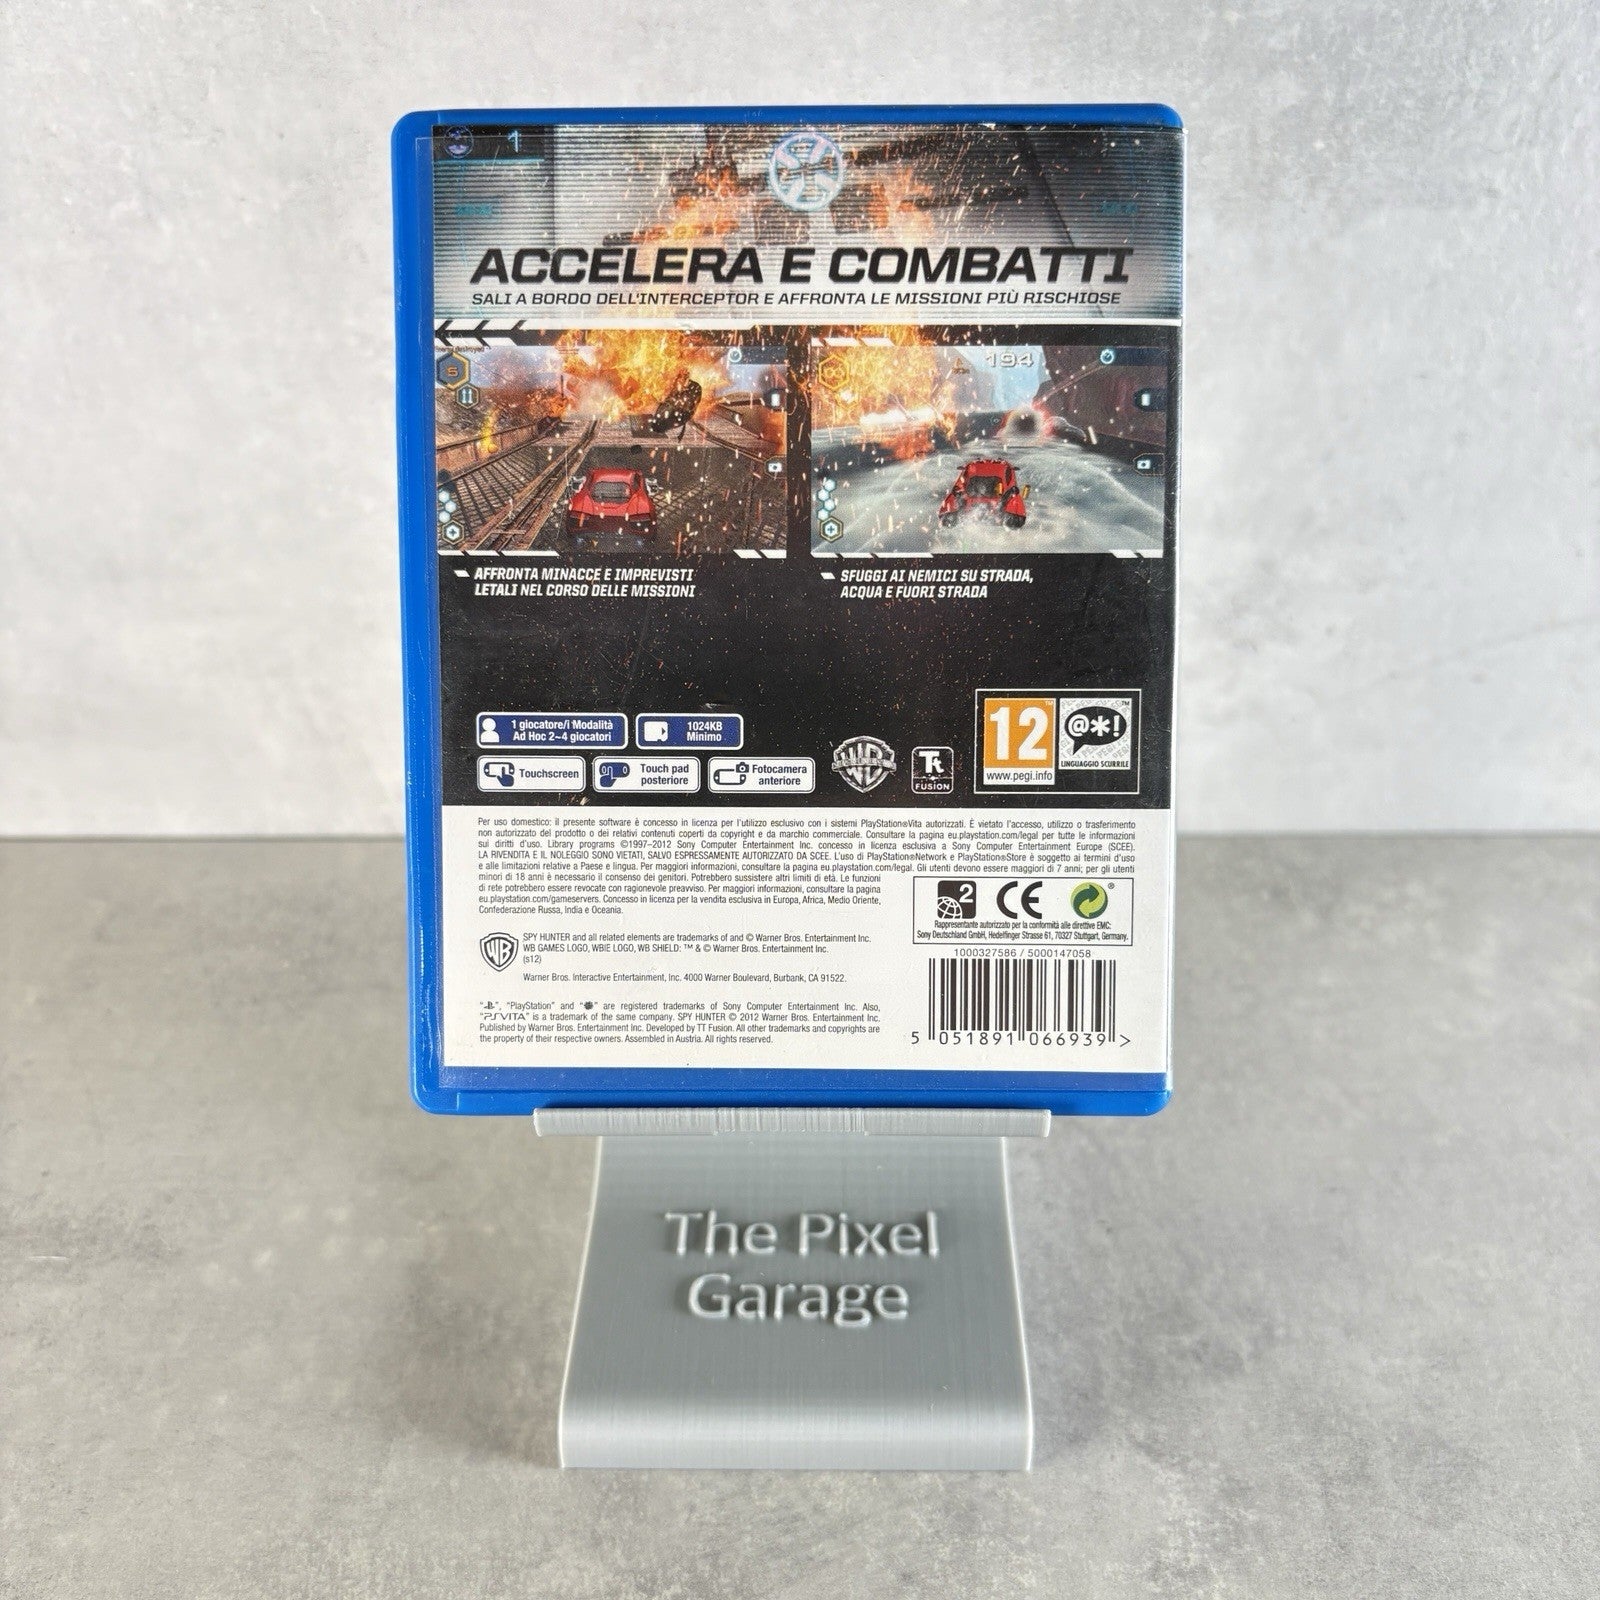 1
ACCELERA E COMBATTI
SALI A BORDO DELL'INTERCEPTOR E AFFRONTA LE MISSIONI PIÙ RISCHIOSE
5
194
AFFRONTA MINACCE E IMPREVISTI
LETALI NEL CORSO DELLE MISSIONI
SFUGGI AI NEMICI SU STRADA,
ACQUA E FUORI STRADA
1 giocatore/i Modalità
Ad Hoc 2~4 giocatori
1024KB
Minimo
Touchscreen
Touch pad
posteriore
Fotocamera
anteriore
WB
Tt
FUSION
12
www.pegi.info
@*!
LINGUAGGIO SCURRILE
Per uso domestico: il presente software è concesso in licenza per l'utilizzo esclusivo con i sistemi PlayStation®Vita autorizzati. È vietato l'accesso, utilizzo o trasferimento
non autorizzato del prodotto o dei relativi contenuti coperti da copyright e da marchio commerciale. Consultare la pagina eu.playstation.com/legal per tutte le informazioni
sui diritti d'uso. Library programs ©1997-2012 Sony Computer Entertainment Inc. concesso in licenza esclusiva a Sony Computer Entertainment Europe (SCEE).
LA RIVENDITA E IL NOLEGGIO SONO VIETATI, SALVO ESPRESSAMENTE AUTORIZZATO DA SCEE. L'uso di PlayStation®Network e PlayStation®Store è soggetto ai termini d'uso
e alle limitazioni relative a Paese e lingua. Per maggiori informazioni, consultare la pagina eu.playstation.com/legal. Gli utenti devono essere maggiori di 7 anni; per gli utenti
minori di 18 anni è necessario il consenso dei genitori. Potrebbero sussistere altri limiti di età. Le funzioni
di rete potrebbero essere revocate con ragionevole preavviso. Per maggiori informazioni, consultare la pagina
eu.playstation.com/gameservers. Concesso in licenza per la vendita esclusiva in Europa, Africa, Medio Oriente,
Confederazione Russa, India e Oceania.
2
CE
®
Rappresentante autorizzato per la conformità alle direttive EMC:
Sony Deutschland GmbH, Hedelfinger Strasse 61, 70327 Stuttgart, Germany.
WB
SPY HUNTER and all related elements are trademarks of and © Warner Bros. Entertainment Inc.
WB GAMES LOGO, WBIE LOGO, WB SHIELD: ™ & © Warner Bros. Entertainment Inc.
(s12)
Warner Bros. Interactive Entertainment, Inc. 4000 Warner Boulevard, Burbank, CA 91522.
1000327586 / 5000147058
5 051891 066939 >
"", "PlayStation" and "" are registered trademarks of Sony Computer Entertainment Inc. Also,
"PSVITA" is a trademark of the same company. SPY HUNTER © 2012 Warner Bros. Entertainment Inc.
Published by Warner Bros. Entertainment Inc. Developed by TT Fusion. All other trademarks and copyrights are
the property of their respective owners. Assembled in Austria. All rights reserved.
The Pixel
Garage